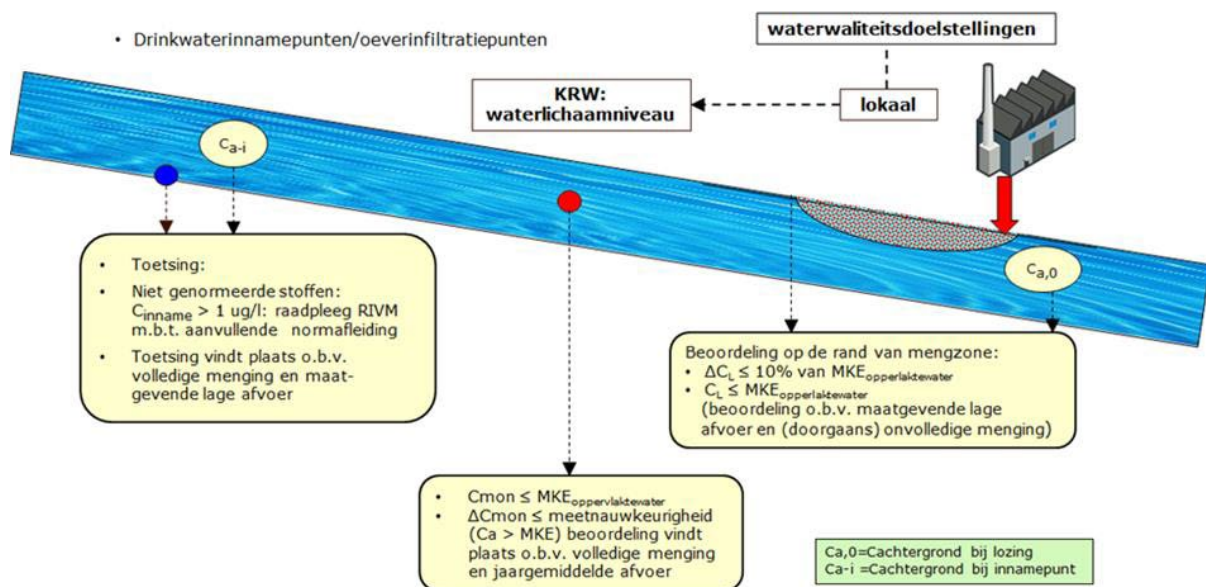 • Drinkwaterinnamepunten/oeverinfiltratiepunten
waterwaliteitsdoelstellingen
KRW:
waterlichaamniveau
lokaal
Ca-i
Ca,0
• Toetsing:
• Niet genormeerde stoffen:
Cinname > 1 ug/l: raadpleeg RIVM
m.b.t. aanvullende normafleiding
• Toetsing vindt plaats o.b.v.
volledige menging en maat-
gevende lage afvoer
Beoordeling op de rand van mengzone:
• ΔCL ≤ 10% van MKEopperlaktewater
• CL ≤ MKEopperlaktewater
(beoordeling o.b.v. maatgevende lage
afvoer en (doorgaans) onvolledige menging)
• Cmon ≤ MKEoppervlaktewater
• ΔCmon ≤ meetnauwkeurigheid
(Ca > MKE) beoordeling vindt
plaats o.b.v. volledige menging
en jaargemiddelde afvoer
Ca,0=Cachtergrond bij lozing
Ca-i =Cachtergrond bij innamepunt